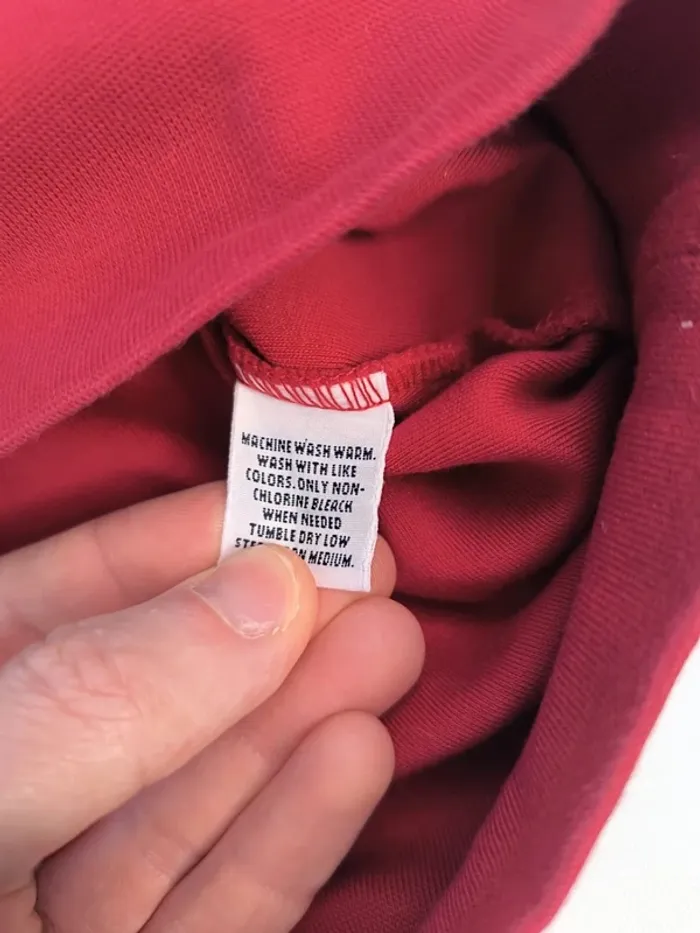 MACHINE WASH WARM.
WASH WITH LIKE
COLORS. ONLY NON-
CHLORINE BLEACH
WHEN NEEDED
TUMBLE DRY LOW
MEDIUM.